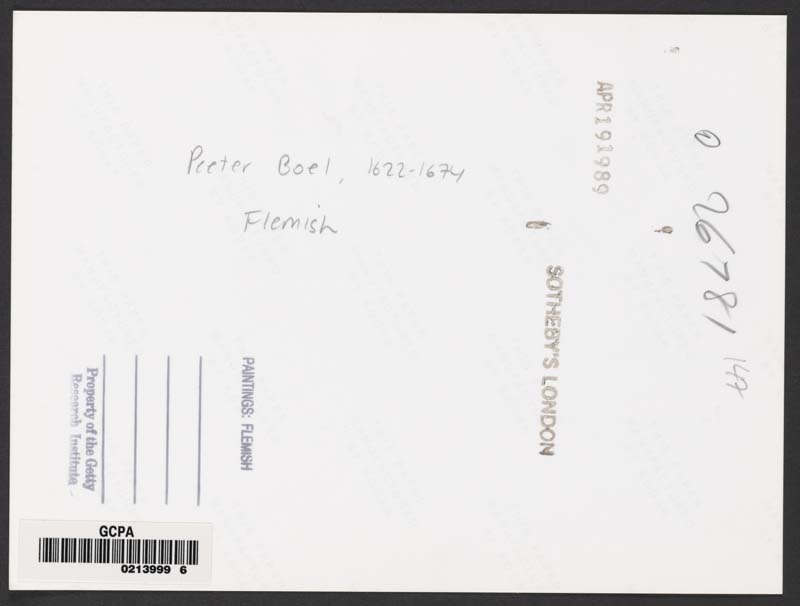 Peeter Boel, 1622-1674
Flemish
APR 19 1989
SOTHEBY'S LONDON
26781
147
PAINTINGS: FLEMISH
Property of the Getty
Research Institute
GCPA
0213999 6